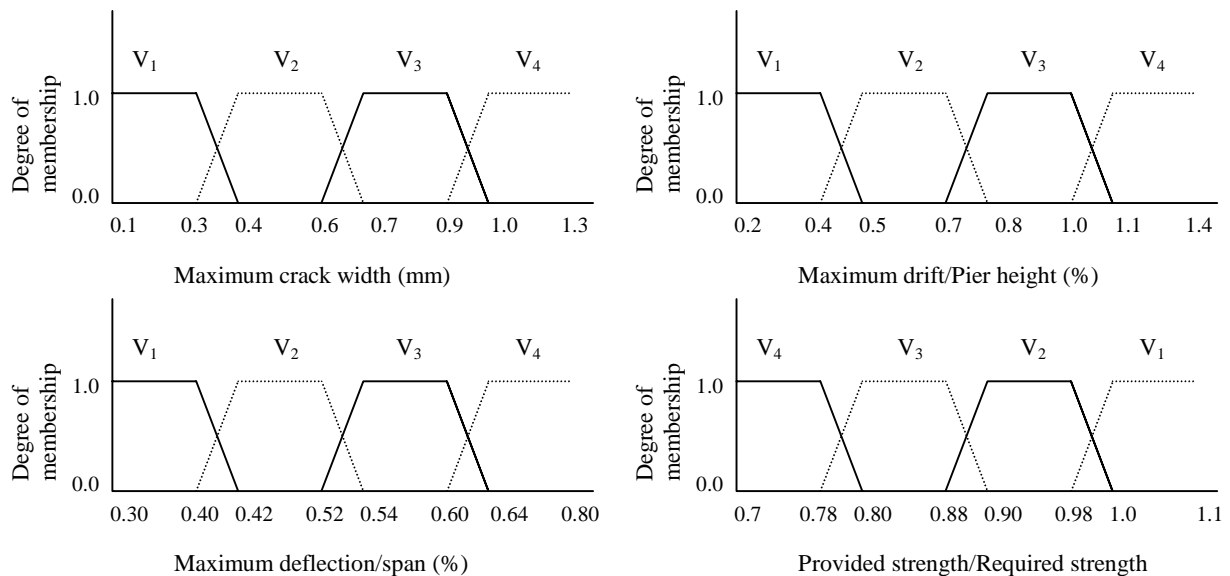 V1 V2 V3 V4
Degree of
membership
1.0
0.0
0.1 0.3 0.4 0.6 0.7 0.9 1.0 1.3
Maximum crack width (mm)
V1 V2 V3 V4
Degree of
membership
1.0
0.0
0.2 0.4 0.5 0.7 0.8 1.0 1.1 1.4
Maximum drift/Pier height (%)
V1 V2 V3 V4
Degree of
membership
1.0
0.0
0.30 0.40 0.42 0.52 0.54 0.60 0.64 0.80
Maximum deflection/span (%)
V4 V3 V2 V1
Degree of
membership
1.0
0.0
0.7 0.78 0.80 0.88 0.90 0.98 1.0 1.1
Provided strength/Required strength